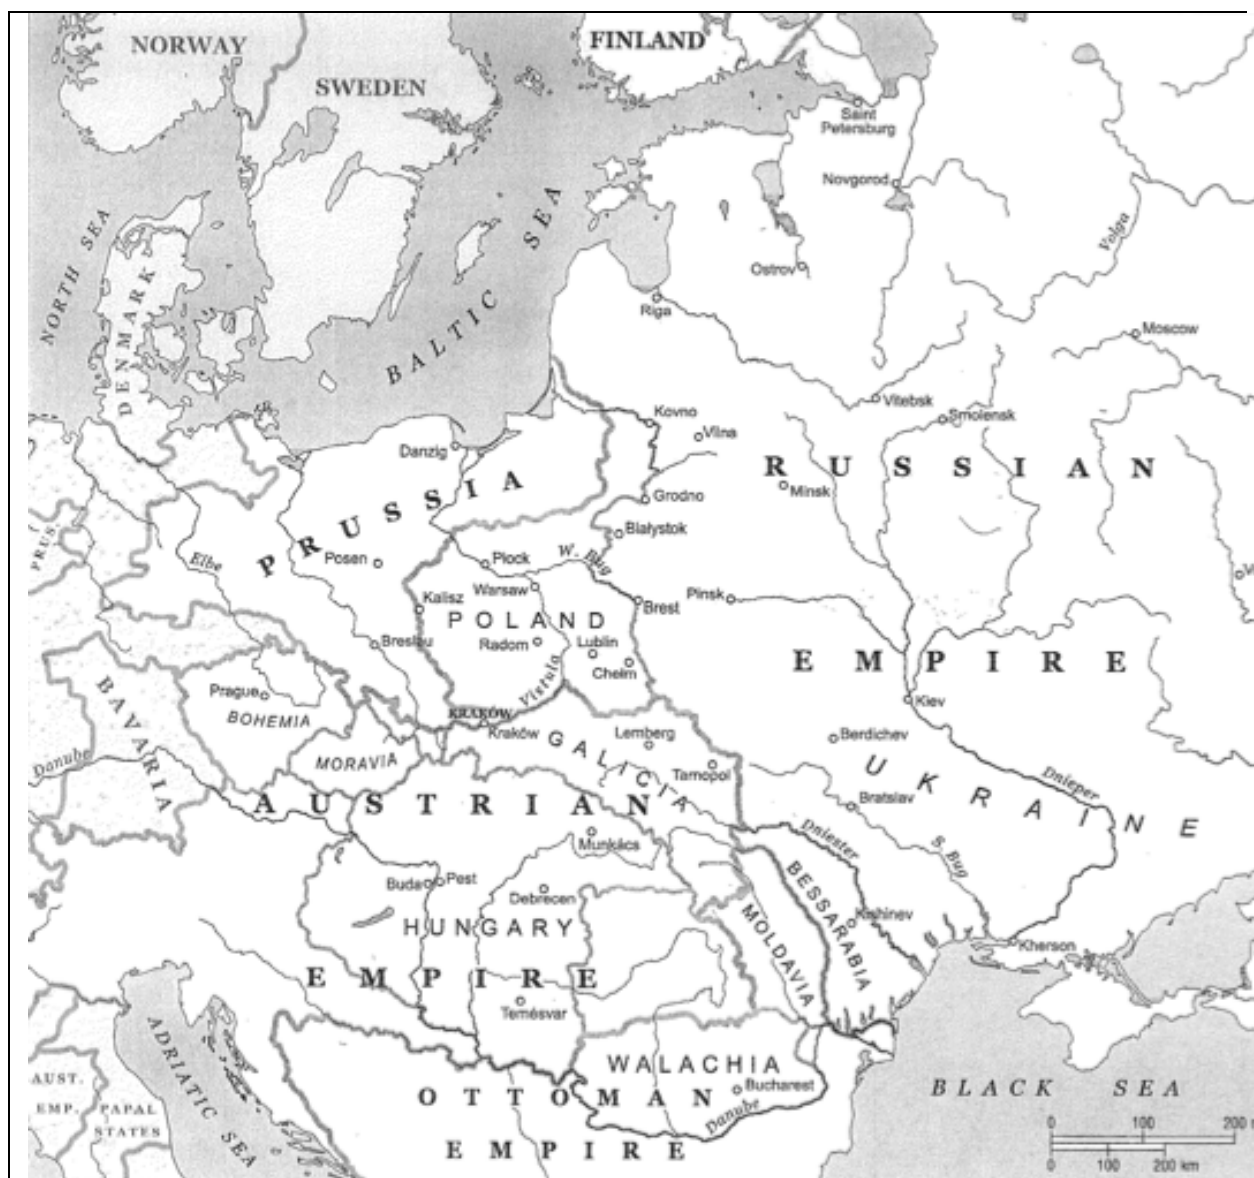 NORWAY
SWEDEN
FINLAND
Saint
Petersburg
Novgorod
Volga
NORTH SEA
DENMARK
BALTIC SEA
Ostrov
Riga
Moscow
Vitebsk
Smolensk
Kovno
Vilna
Danzig
RUSSIAN
Minsk
Grodno
PRUSSIA
Białystok
PRUS.
Elbe
Posen
Płock
W. Bug
Warsaw
Kalisz
Brest
Pinsk
POLAND
Breslau
Radom
Lublin
Chełm
EMPIRE
BAVARIA
Prague
BOHEMIA
Vistula
KRAKÓW
Kraków
Kiev
GALICIA
Lemberg
Berdichev
MORAVIA
Danube
Tarnopol
UKRAINE
Dnieper
AUSTRIAN
Bratslav
Dniester
S. Bug
Munkács
Buda
Pest
Debrecen
BESSARABIA
MOLDAVIA
HUNGARY
Kishinev
Kherson
EMPIRE
Temésvar
ADRIATIC SEA
WALACHIA
Bucharest
AUST.
EMP.
PAPAL
STATES
OTTOMAN
Danube
BLACK SEA
EMPIRE
0 100 200 m
0 100 200 km